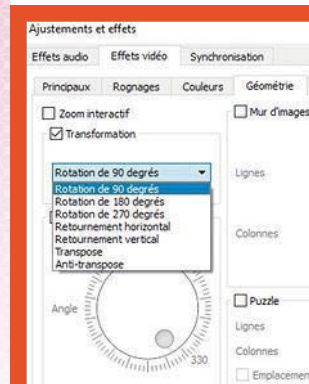 Ajustements et effets
Effets audio Effets vidéo Synchronisation
Principaux Rognages Couleurs Géométrie
Zoom interactif
Mur d'images
Transformation
Rotation de 90 degrés
Lignes
Rotation de 90 degrés
Rotation de 180 degrés
Rotation de 270 degrés
Retournement horizontal
Retournement vertical
Colonnes
Transpose
Anti-transpose
Puzzle
Angle
Lignes
330
Colonnes